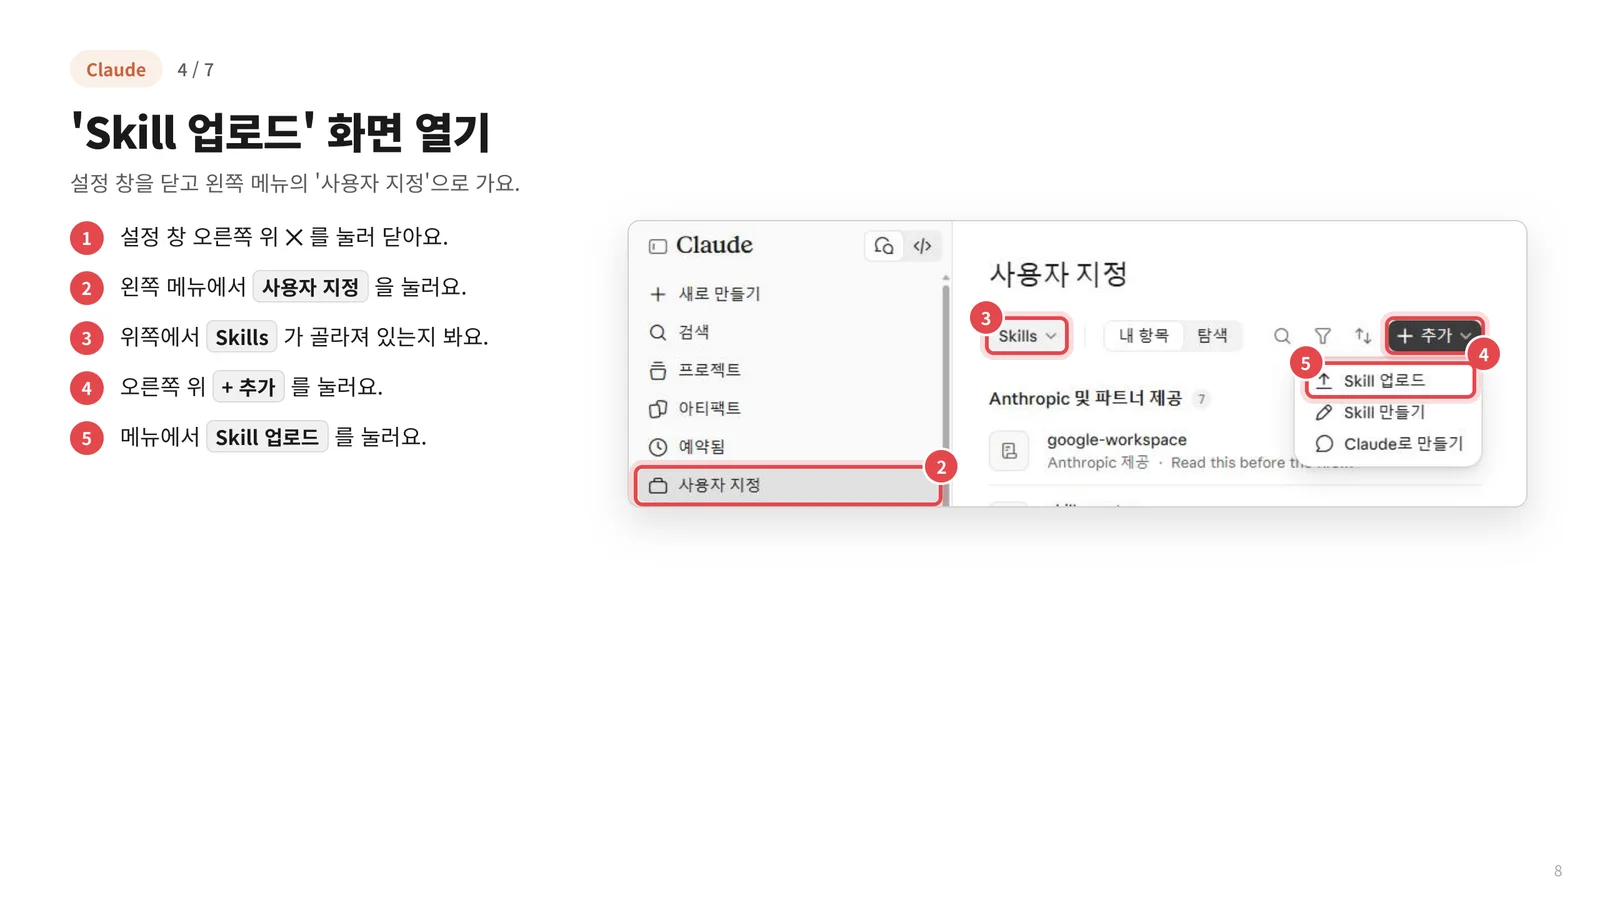 Claude 4 / 7
'Skill 업로드' 화면 열기
설정 창을 닫고 왼쪽 메뉴의 '사용자 지정'으로 가요.
1 설정 창 오른쪽 위 ✕ 를 눌러 닫아요.
2 왼쪽 메뉴에서 사용자 지정 을 눌러요.
3 위쪽에서 Skills 가 골라져 있는지 봐요.
4 오른쪽 위 + 추가 를 눌러요.
5 메뉴에서 Skill 업로드 를 눌러요.
Claude
새로 만들기
검색
프로젝트
아티팩트
예약됨
사용자 지정 2
사용자 지정
3 Skills 내 항목 탐색 + 추가 4
5 Skill 업로드
Skill 만들기
Claude로 만들기
Anthropic 및 파트너 제공 7
google-workspace
Anthropic 제공 · Read this before
8